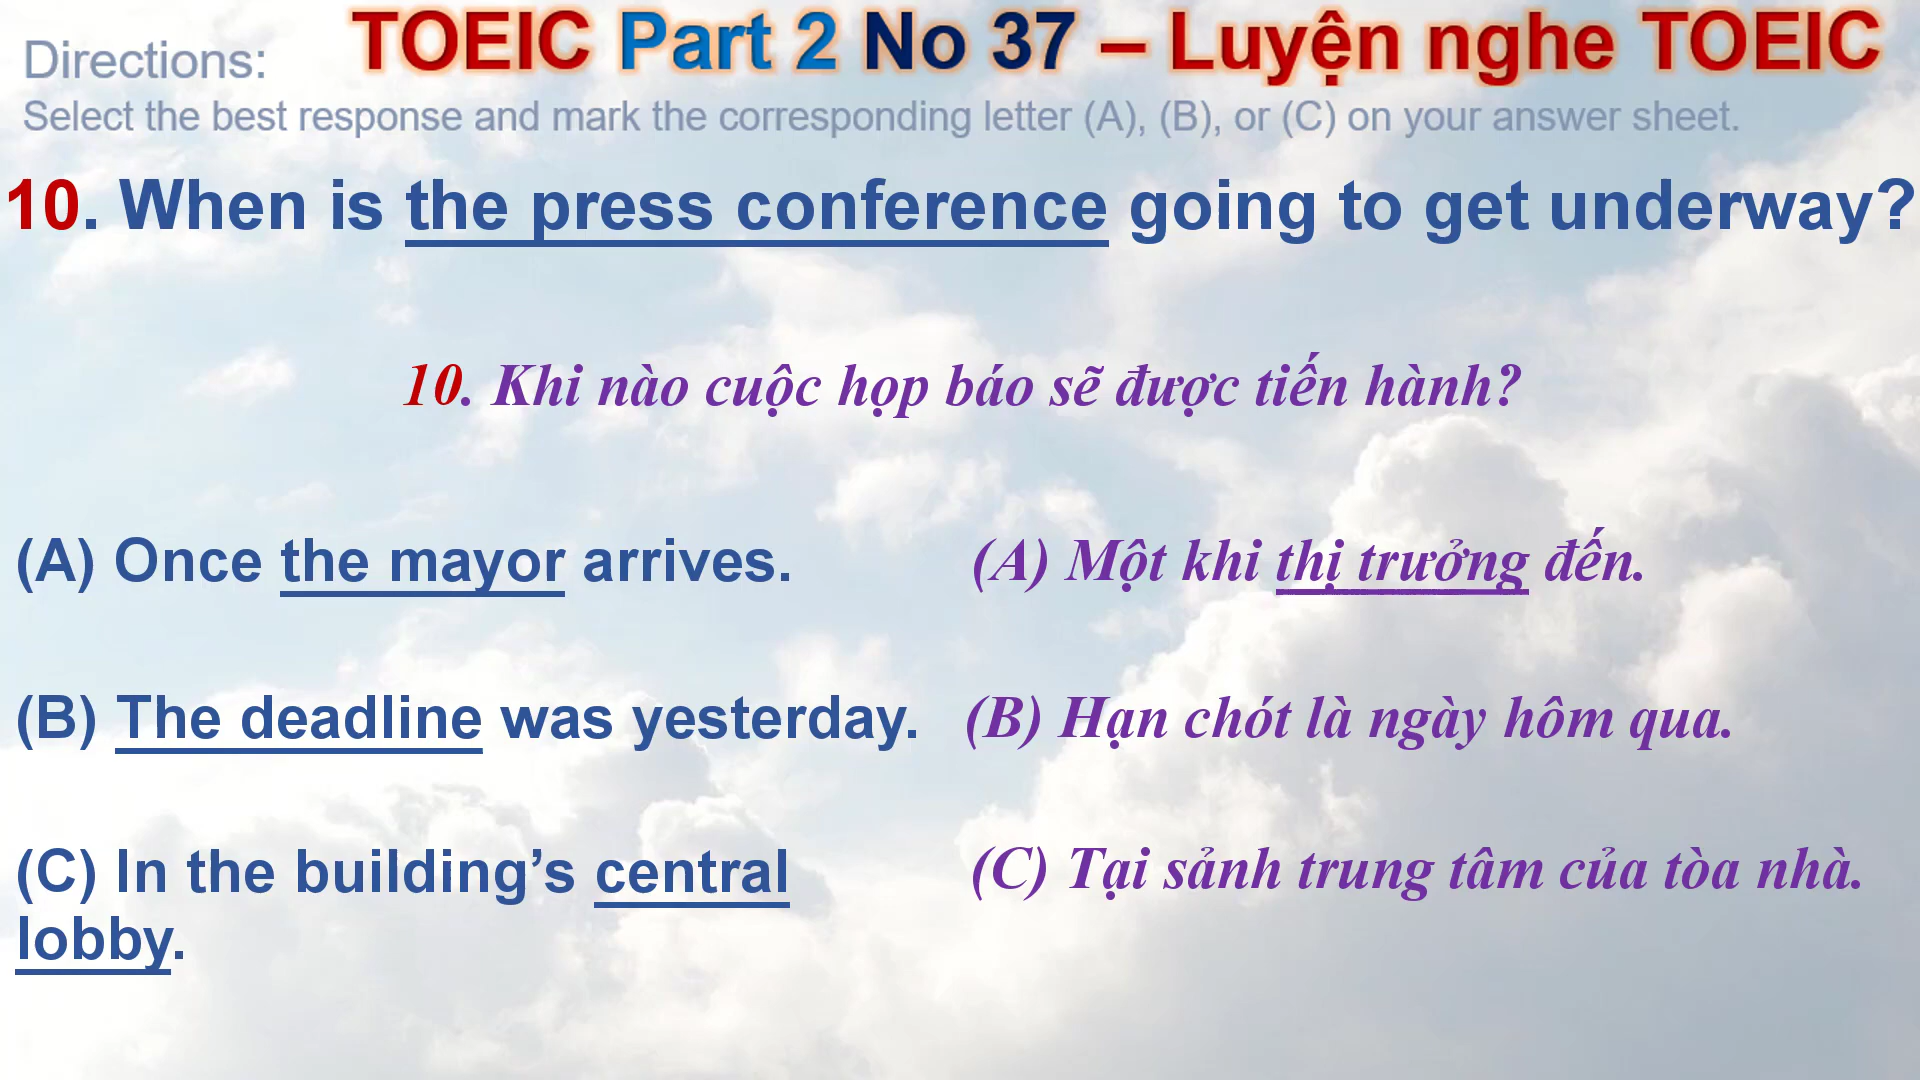 TOEIC Part 2 No 37 – Luyện nghe TOEIC
Directions:
Select the best response and mark the corresponding letter (A), (B), or (C) on your answer sheet.
10. When is the press conference going to get underway?
10. Khi nào cuộc họp báo sẽ được tiến hành?
(A) Once the mayor arrives.
(A) Một khi thị trưởng đến.
(B) The deadline was yesterday.
(B) Hạn chót là ngày hôm qua.
(C) In the building’s central
lobby.
(C) Tại sảnh trung tâm của tòa nhà.